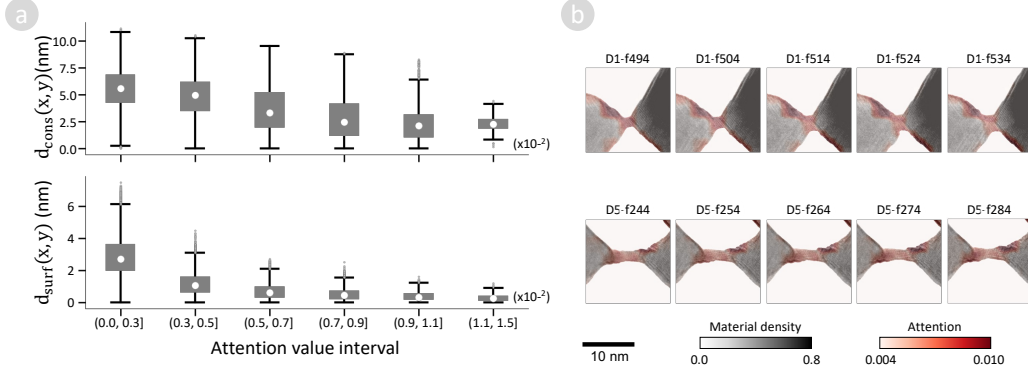 a
d_cons(x, y) (nm)
10.0
7.5
5.0
2.5
0.0
(x10⁻²)
d_surf(x, y) (nm)
6
4
2
0
(x10⁻²)
(0.0, 0.3] (0.3, 0.5] (0.5, 0.7] (0.7, 0.9] (0.9, 1.1] (1.1, 1.5]
Attention value interval
b
D1-f494 D1-f504 D1-f514 D1-f524 D1-f534
D5-f244 D5-f254 D5-f264 D5-f274 D5-f284
10 nm
Material density
0.0 0.8
Attention
0.004 0.010